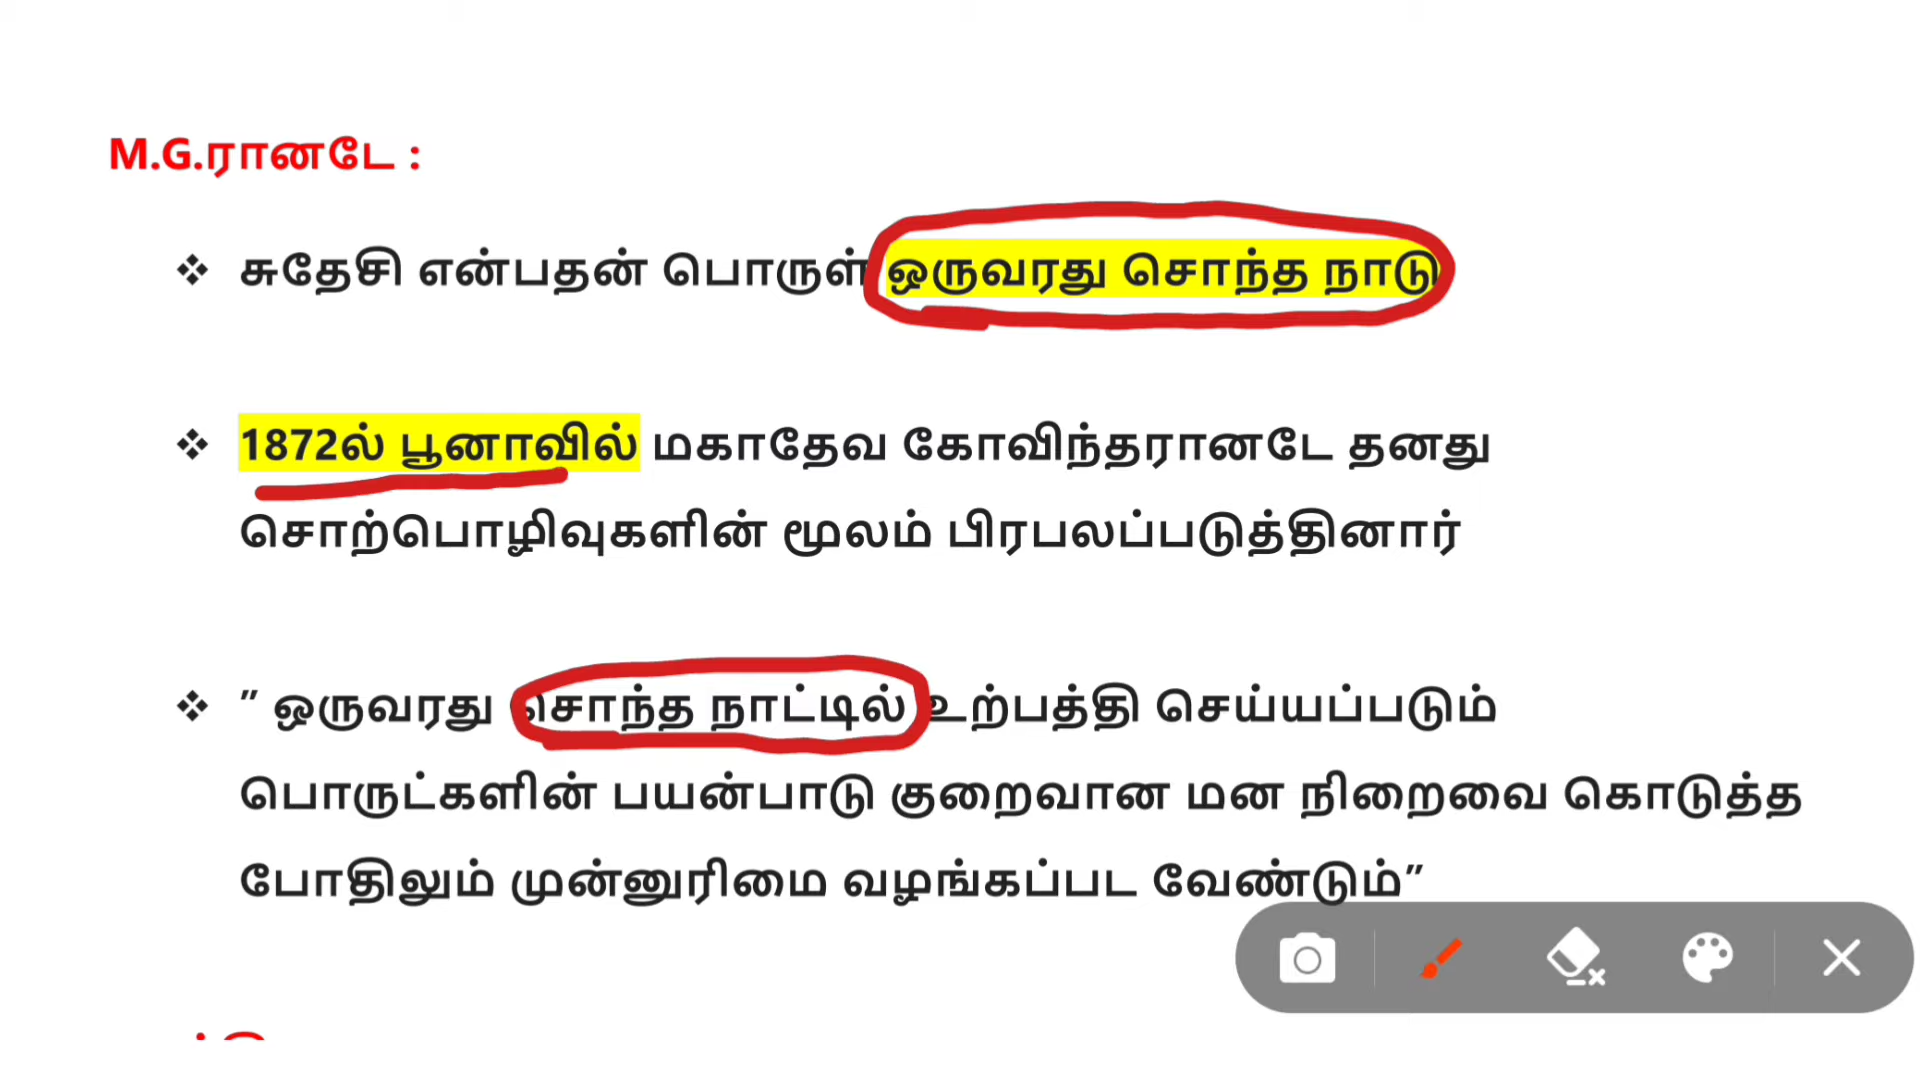 M.G.ரானடே :
❖ சுதேசி என்பதன் பொருள் ஒருவரது சொந்த நாடு
❖ 1872ல் பூனாவில் மகாதேவ கோவிந்தரானடே தனது
சொற்பொழிவுகளின் மூலம் பிரபலப்படுத்தினார்
❖ ” ஒருவரது சொந்த நாட்டில் உற்பத்தி செய்யப்படும்
பொருட்களின் பயன்பாடு குறைவான மன நிறைவை கொடுத்த
போதிலும் முன்னுரிமை வழங்கப்பட வேண்டும்”